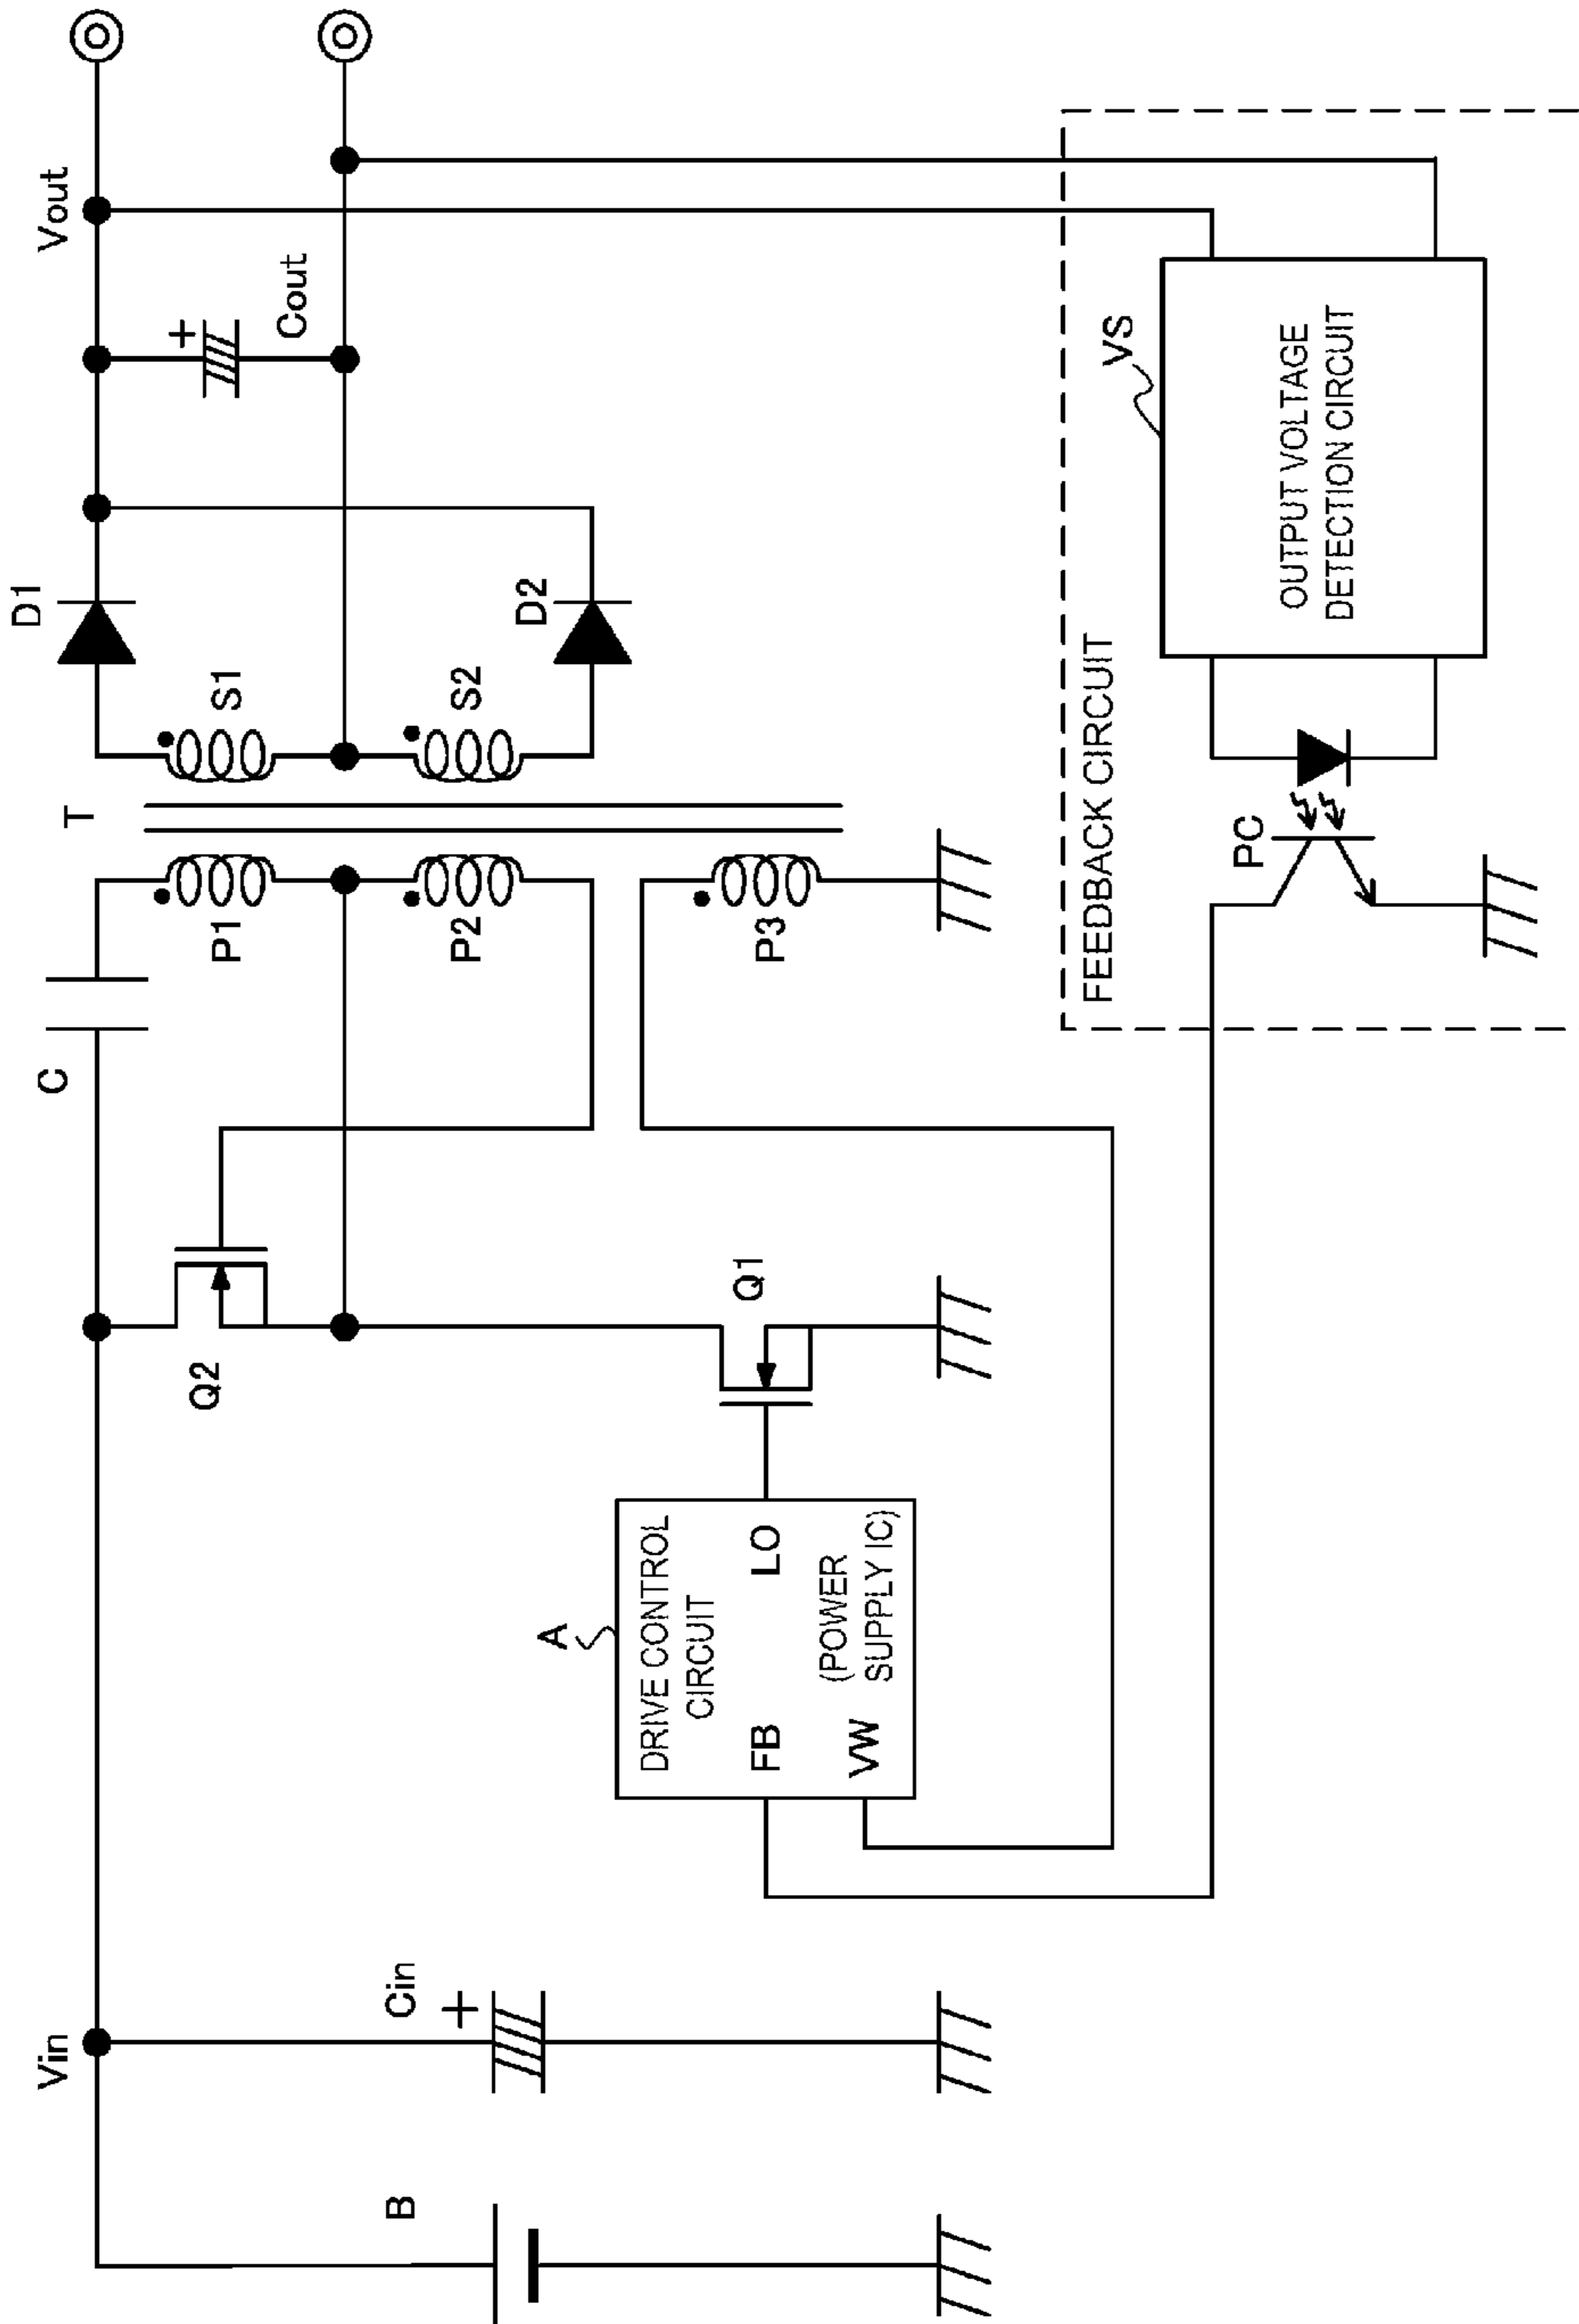 Vin
B
Cin
+
A
DRIVE CONTROL
CIRCUIT
FB
LO
VW
(POWER
SUPPLY IC)
Q2
Q1
C
T
P1
P2
P3
S1
S2
D1
D2
Vout
+
Cout
FEEDBACK CIRCUIT
PC
VS
OUTPUT VOLTAGE
DETECTION CIRCUIT